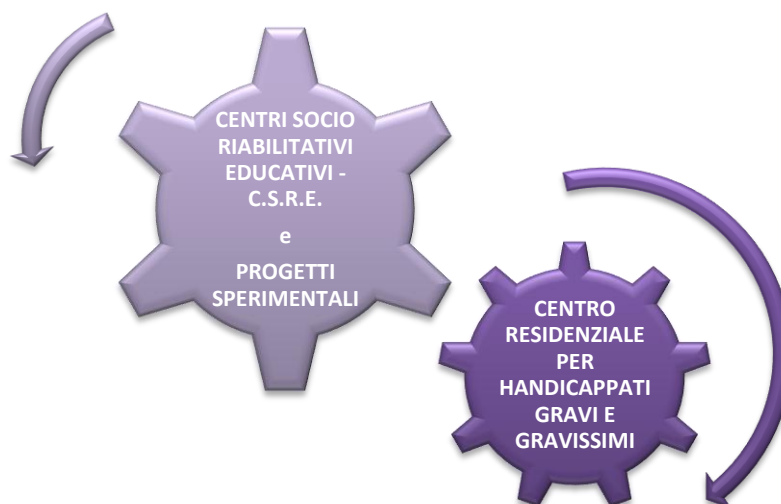 CENTRI SOCIO
RIABILITATIVI
EDUCATIVI -
C.S.R.E.
e
PROGETTI
SPERIMENTALI
CENTRO
RESIDENZIALE
PER
HANDICAPPATI
GRAVI E
GRAVISSIMI